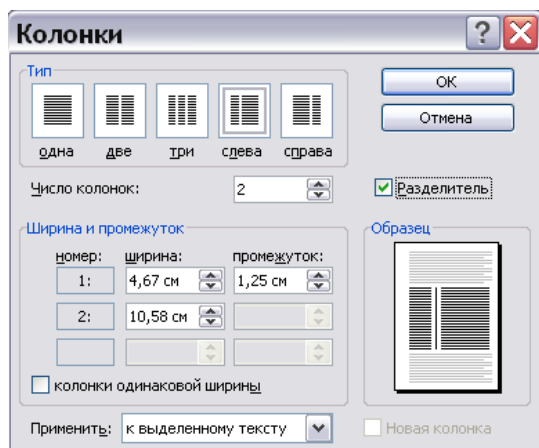 Колонки
Тип
одна две три слева справа
ОК
Отмена
Число колонок: 2
Разделитель
Ширина и промежуток
номер: ширина: промежуток:
1: 4,67 см 1,25 см
2: 10,58 см
колонки одинаковой ширины
Образец
Применить: к выделенному тексту
Новая колонка